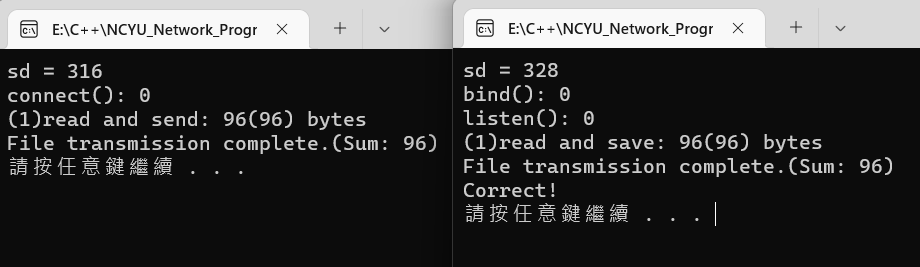 E:\C++\NCYU_Network_Progr
sd = 316
connect(): 0
(1)read and send: 96(96) bytes
File transmission complete.(Sum: 96)
請按任意鍵繼續 . . .
E:\C++\NCYU_Network_Progr
sd = 328
bind(): 0
listen(): 0
(1)read and save: 96(96) bytes
File transmission complete.(Sum: 96)
Correct!
請按任意鍵繼續 . . .